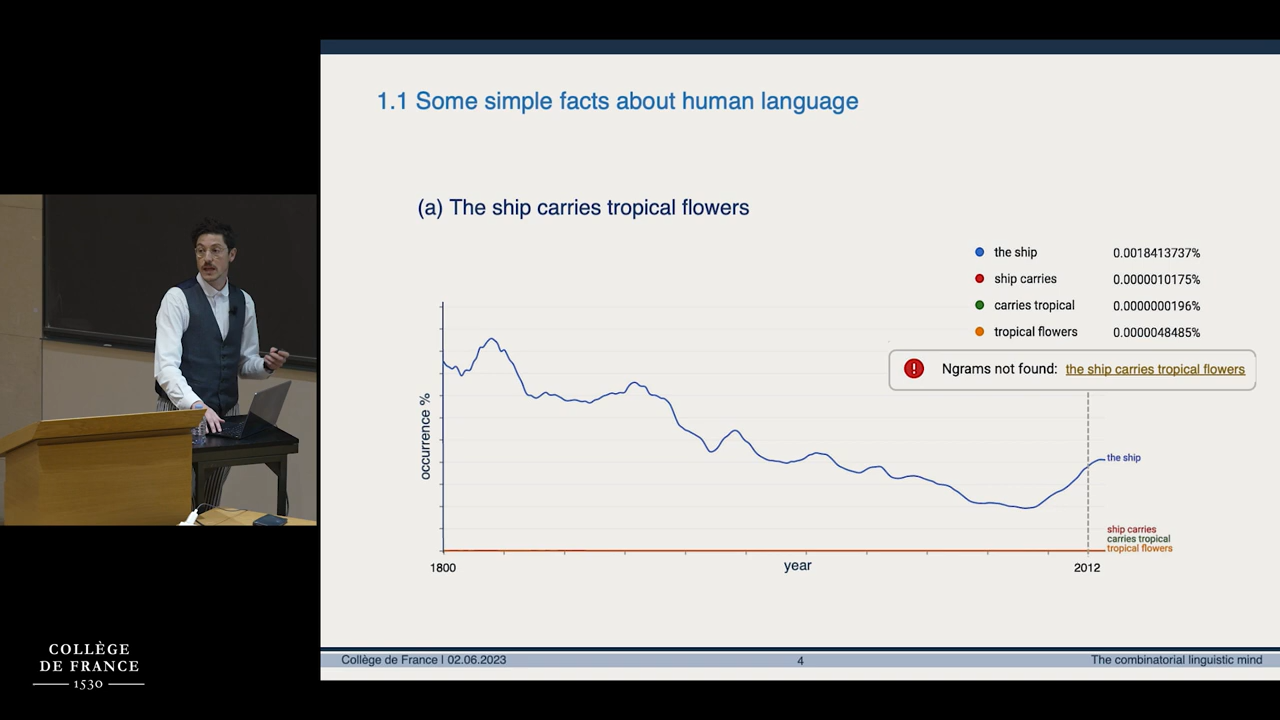 1.1 Some simple facts about human language
(a) The ship carries tropical flowers
the ship 0.0018413737%
ship carries 0.0000010175%
carries tropical 0.0000000196%
tropical flowers 0.0000048485%
Ngrams not found: the ship carries tropical flowers
occurrence %
the ship
ship carries
carries tropical
tropical flowers
1800
year
2012
Collège de France | 02.06.2023
4
The combinatorial linguistic mind
COLLÈGE
DE FRANCE
1530